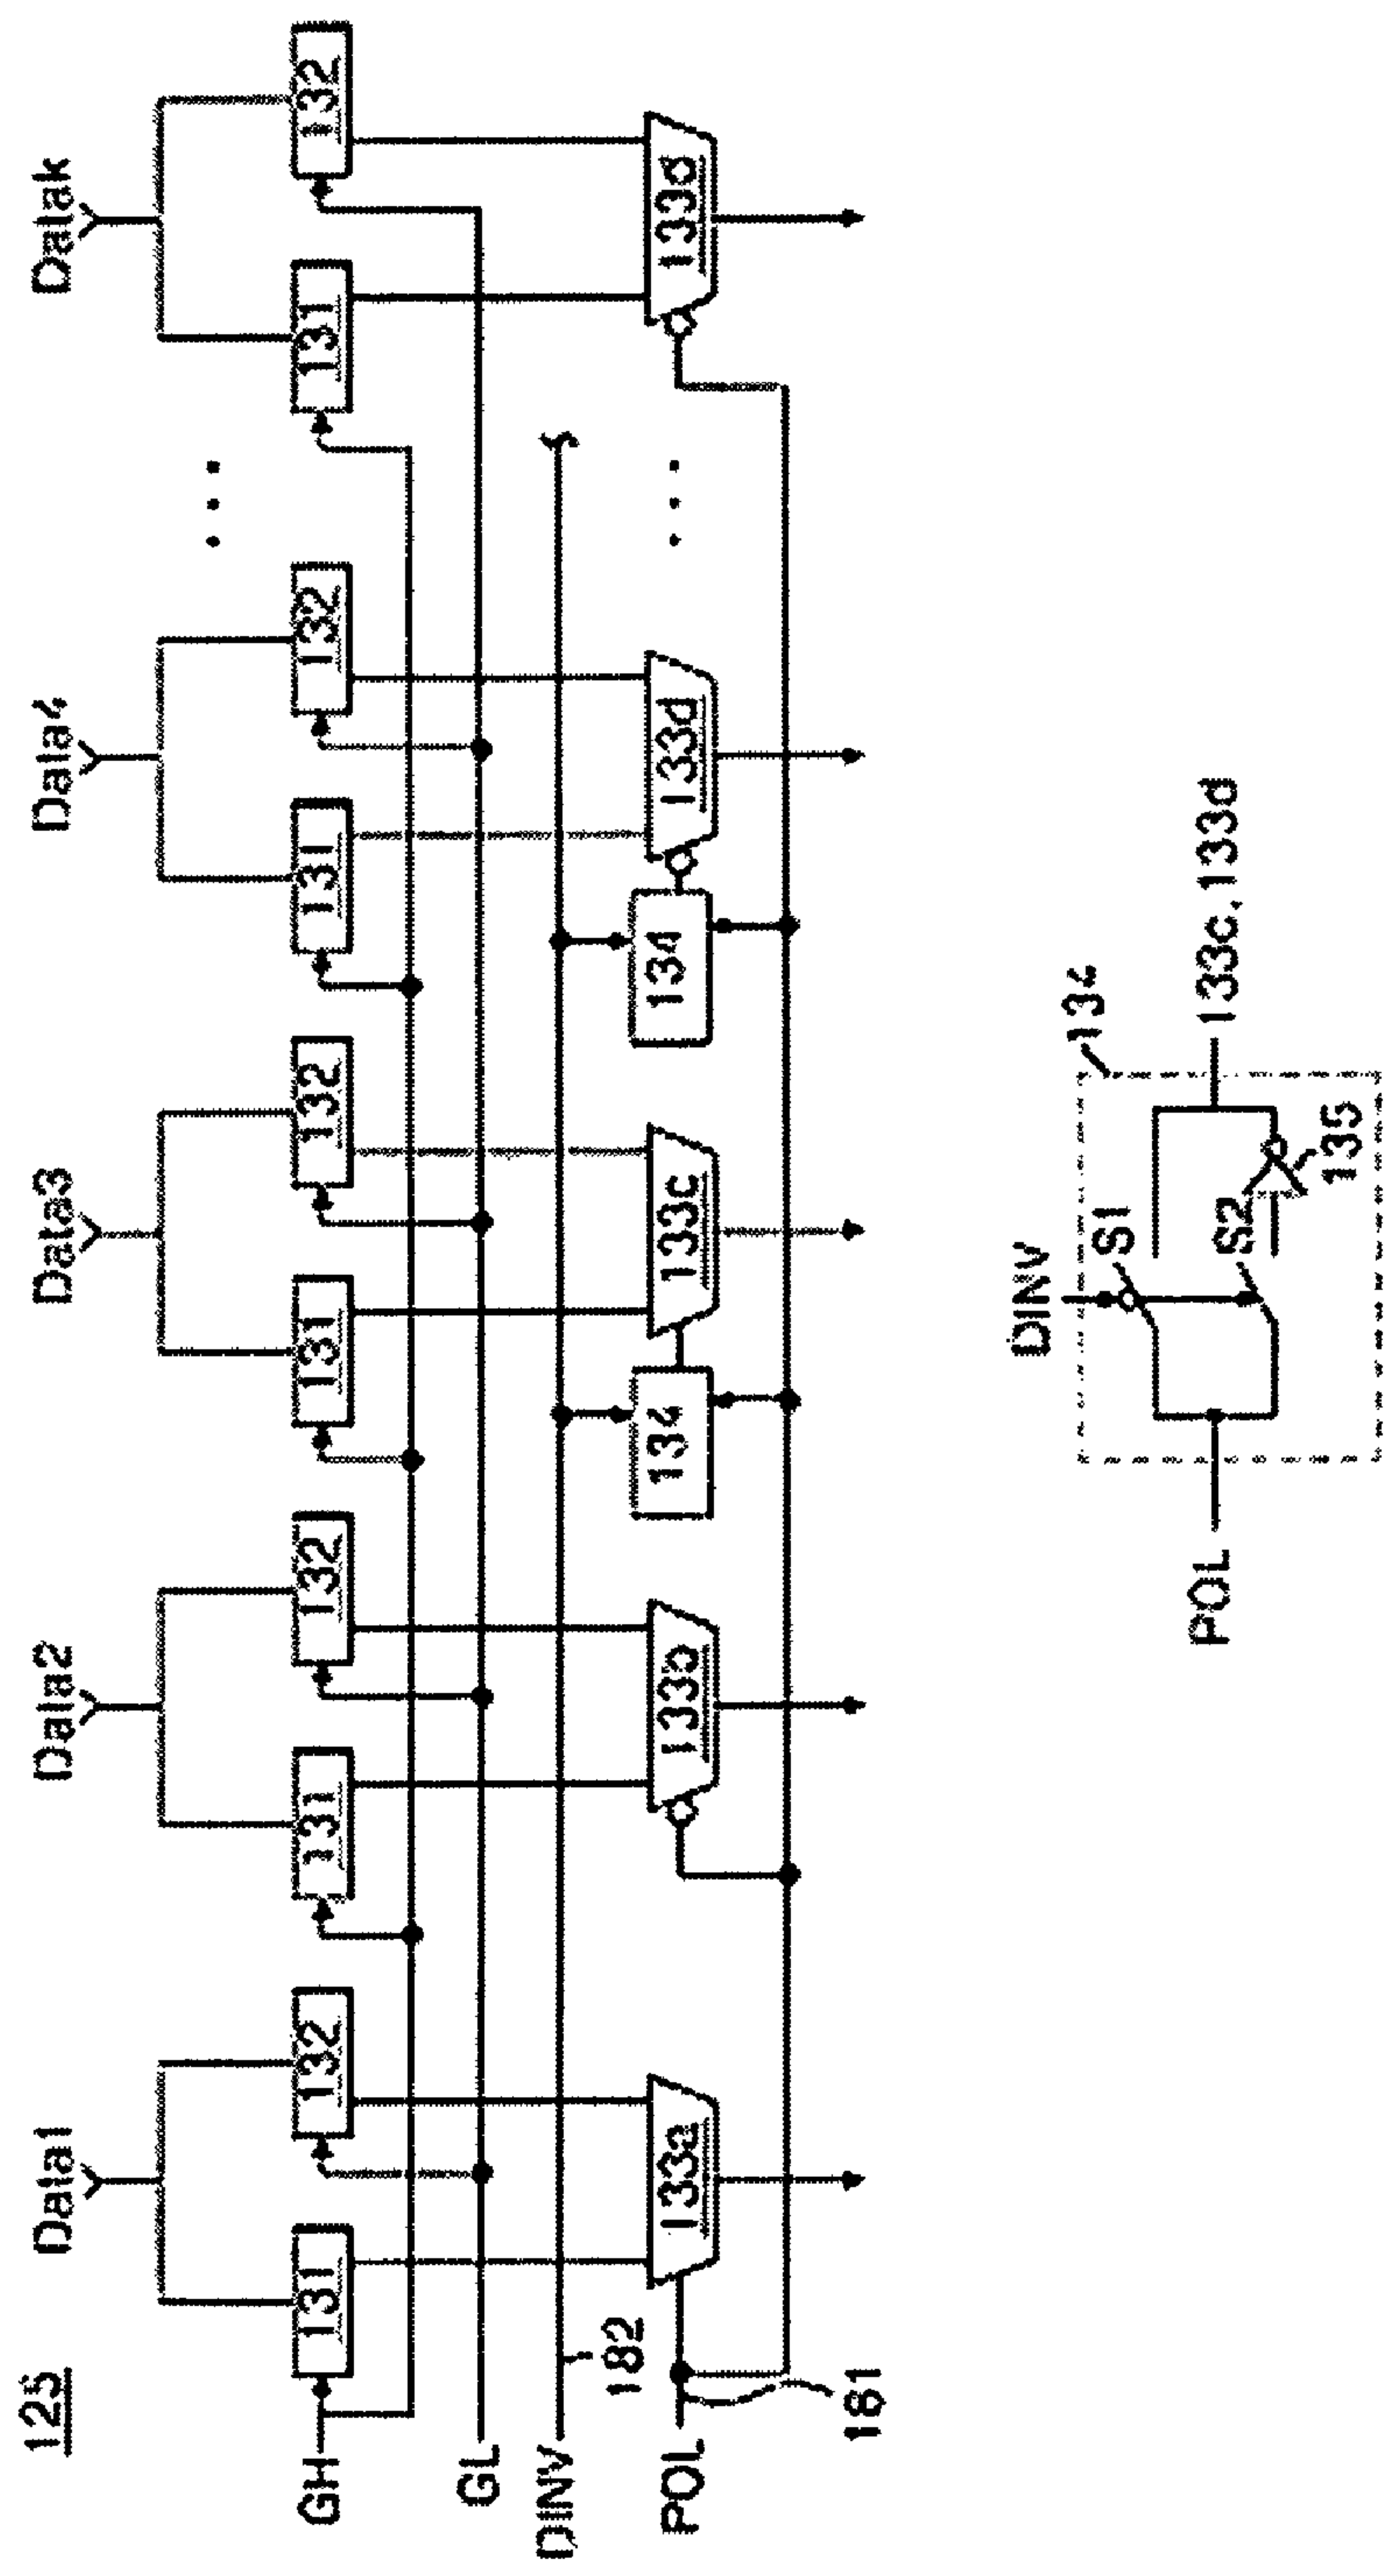 125
Data1 Data2 Data3 Data4 Datak
131 132 131 132 131 132 131 132 131 132
GH
GL
DINV
182
POL
181
133a 133b 134 133c 134 133d 133d
DINV
134
S1
POL
133c, 133d
S2
135